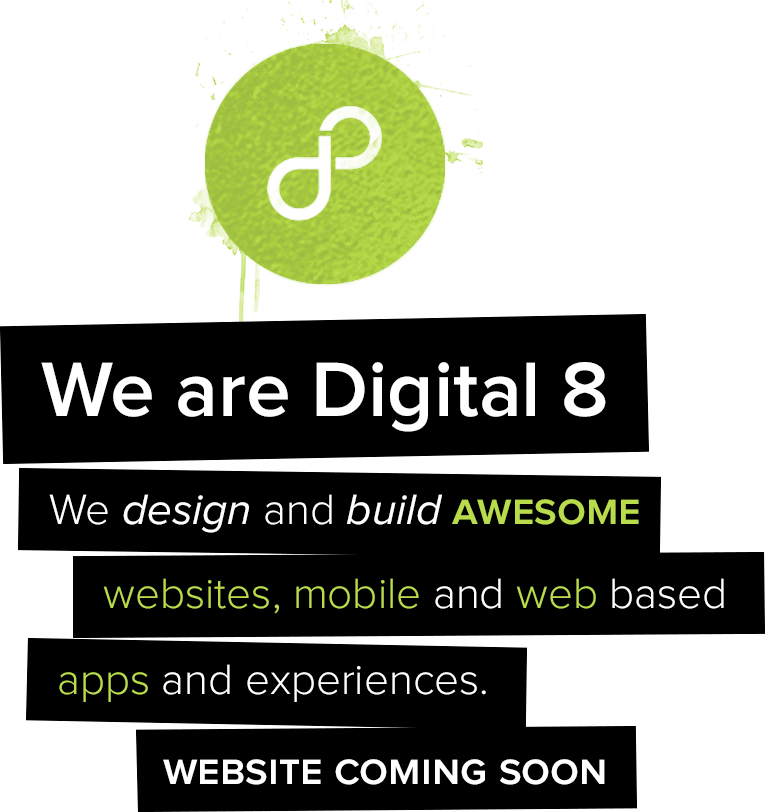 We are Digital 8
We design and build AWESOME
websites, mobile and web based
apps and experiences.
WEBSITE COMING SOON